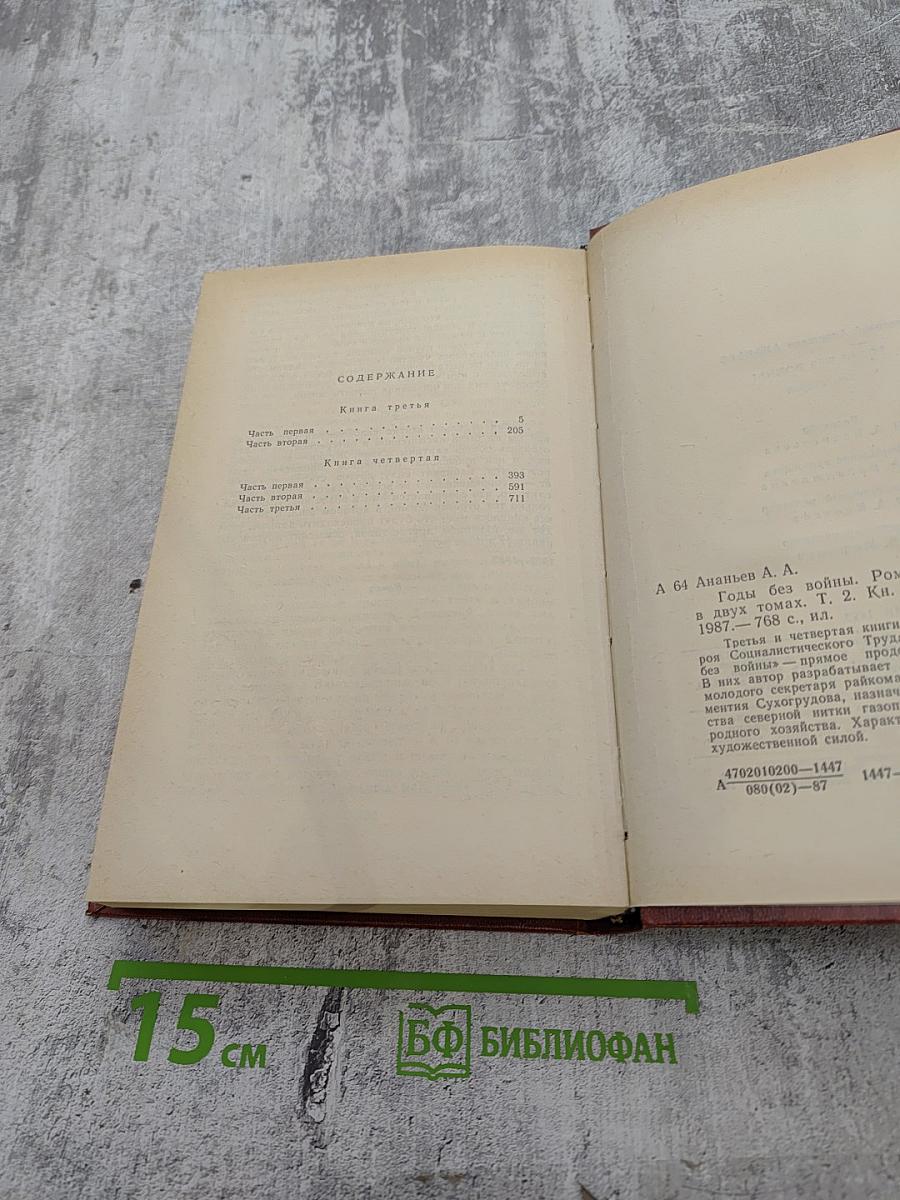 СОДЕРЖАНИЕ
Книга третья
Часть первая . . . . . . . . . . . . . . 5
Часть вторая . . . . . . . . . . . . . . 205
Книга четвертая
Часть первая . . . . . . . . . . . . . . 393
Часть вторая . . . . . . . . . . . . . . 591
Часть третья . . . . . . . . . . . . . . 711
А 64 Ананьев А. А.
Годы без войны. Ром
в двух томах. Т. 2. Кн.
1987.— 768 с., ил.
Третья и четвертая книги
роя Социалистического Труд
без войны» — прямое прод
В них автор разрабатывает
молодого секретаря райкома
ментия Сухогрудова, назнач
ства северной нитки газоп
родного хозяйства. Характ
художественной силой.
А 4702010200—1447
080(02)—87
1447—
15 см
БФ БИБЛИОФАН